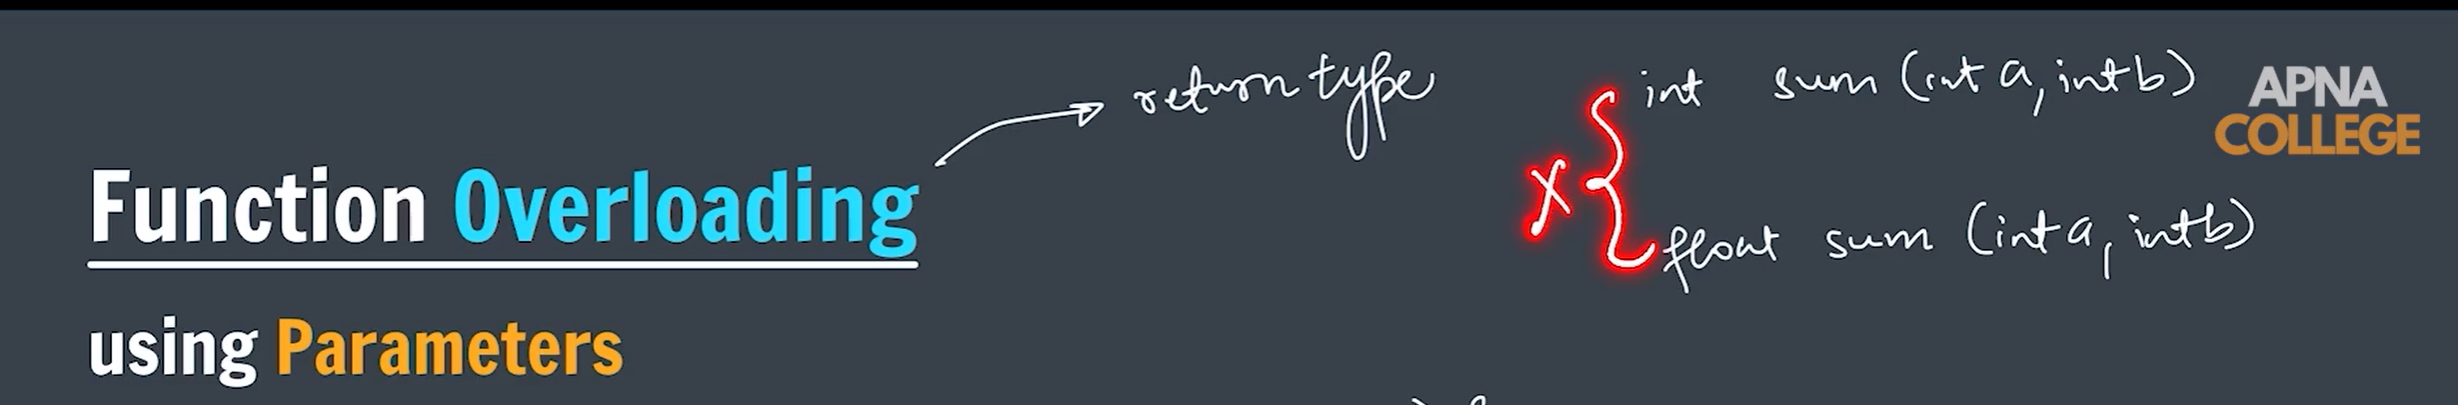 return type
int sum (int a, int b)
APNA
COLLEGE
Function Overloading
X
float sum (int a, int b)
using Parameters